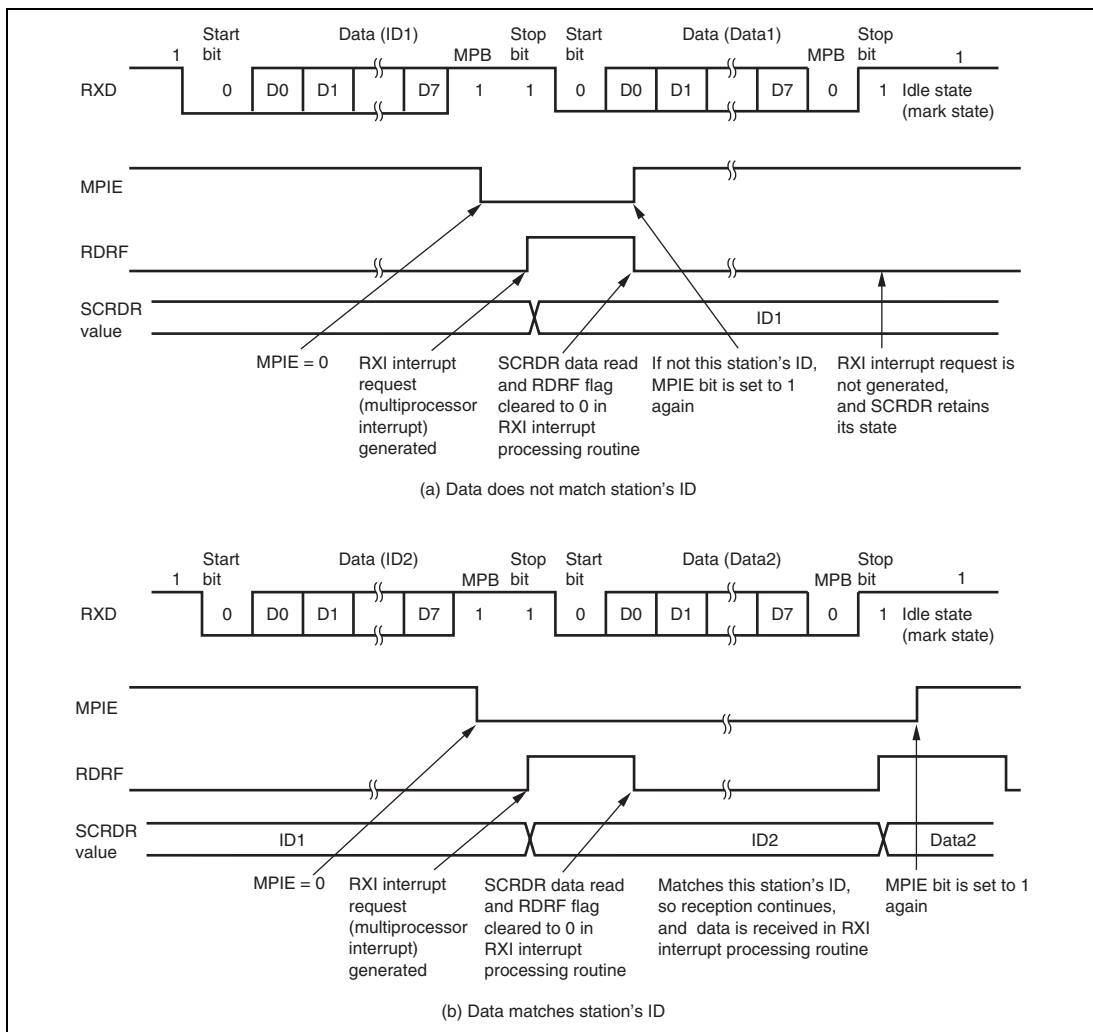 Start
bit
Data (ID1)
MPB
Stop
bit
Start
bit
Data (Data1)
MPB
Stop
bit
1
1
RXD
0 D0 D1 D7 1 1 0 D0 D1 D7 0 1 Idle state
(mark state)
MPIE
RDRF
SCRDR
value
ID1
MPIE = 0
RXI interrupt
request
(multiprocessor
interrupt)
generated
SCRDR data read
and RDRF flag
cleared to 0 in
RXI interrupt
processing routine
If not this station's ID,
MPIE bit is set to 1
again
RXI interrupt request is
not generated,
and SCRDR retains
its state
(a) Data does not match station's ID
Start
bit
Data (ID2)
MPB
Stop
bit
Start
bit
Data (Data2)
MPB
Stop
bit
1
1
RXD
0 D0 D1 D7 1 1 0 D0 D1 D7 0 1 Idle state
(mark state)
MPIE
RDRF
SCRDR
value
ID1
ID2
Data2
MPIE = 0
RXI interrupt
request
(multiprocessor
interrupt)
generated
SCRDR data read
and RDRF flag
cleared to 0 in
RXI interrupt
processing routine
Matches this station's ID,
so reception continues,
and data is received in RXI
interrupt processing routine
MPIE bit is set to 1
again
(b) Data matches station's ID